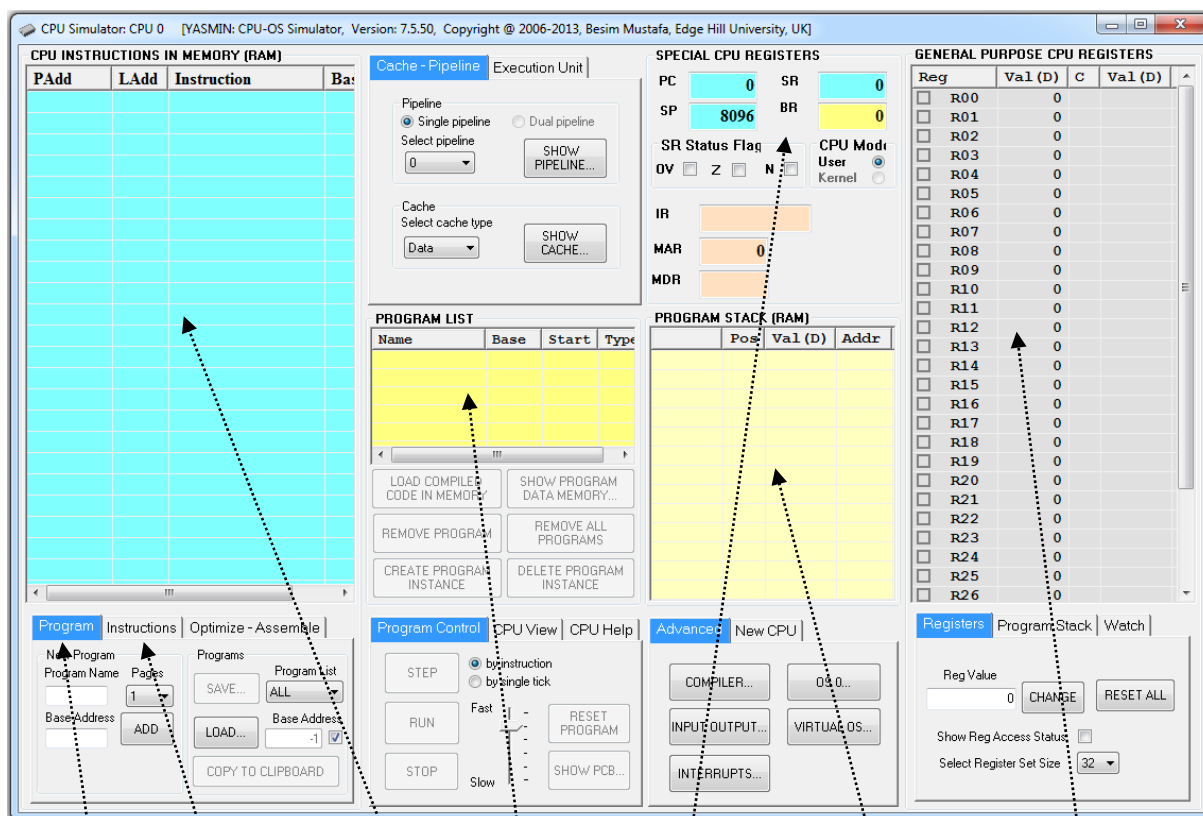 CPU Simulator: CPU 0 [YASMIN: CPU-OS Simulator, Version: 7.5.50, Copyright @ 2006-2013, Besim Mustafa, Edge Hill University, UK]
CPU INSTRUCTIONS IN MEMORY (RAM)
PAdd LAdd Instruction Bas
Program Instructions Optimize - Assemble
New Program
Program Name Pages
1
Base Address
ADD
Programs
SAVE...
Program List
ALL
LOAD...
Base Address
-1
COPY TO CLIPBOARD
Cache - Pipeline Execution Unit
Pipeline
Single pipeline Dual pipeline
Select pipeline
0
SHOW
PIPELINE...
Cache
Select cache type
Data
SHOW
CACHE...
PROGRAM LIST
Name Base Start Type
LOAD COMPILED
CODE IN MEMORY
SHOW PROGRAM
DATA MEMORY...
REMOVE PROGRAM
REMOVE ALL
PROGRAMS
CREATE PROGRAM
INSTANCE
DELETE PROGRAM
INSTANCE
Program Control CPU View CPU Help
STEP
by instruction
by single tick
RUN
Fast
RESET
PROGRAM
STOP
Slow
SHOW PCB...
SPECIAL CPU REGISTERS
PC 0 SR 0
SP 8096 BR 0
SR Status Flag
OV Z N
CPU Mode
User
Kernel
IR
MAR 0
MDR
PROGRAM STACK (RAM)
Pos Val (D) Addr
Advanced New CPU
COMPILER... OS 0...
INPUT OUTPUT... VIRTUAL OS...
INTERRUPTS...
GENERAL PURPOSE CPU REGISTERS
Reg Val (D) C Val (D)
R00 0
R01 0
R02 0
R03 0
R04 0
R05 0
R06 0
R07 0
R08 0
R09 0
R10 0
R11 0
R12 0
R13 0
R14 0
R15 0
R16 0
R17 0
R18 0
R19 0
R20 0
R21 0
R22 0
R23 0
R24 0
R25 0
R26 0
Registers Program Stack Watch
Reg Value
0 CHANGE RESET ALL
Show Reg Access Status
Select Register Set Size 32